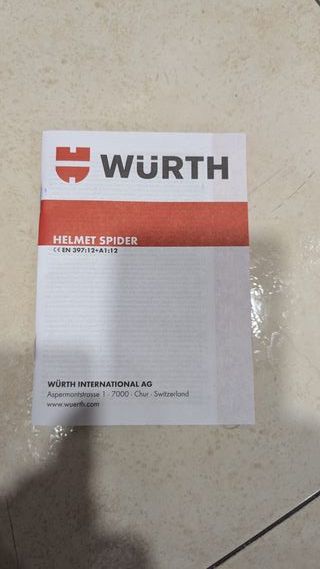 WÜRTH
HELMET SPIDER
CE EN 397:12+A1:12
WÜRTH INTERNATIONAL AG
Aspermontstrasse 1 · 7000 · Chur · Switzerland
www.wuerth.com